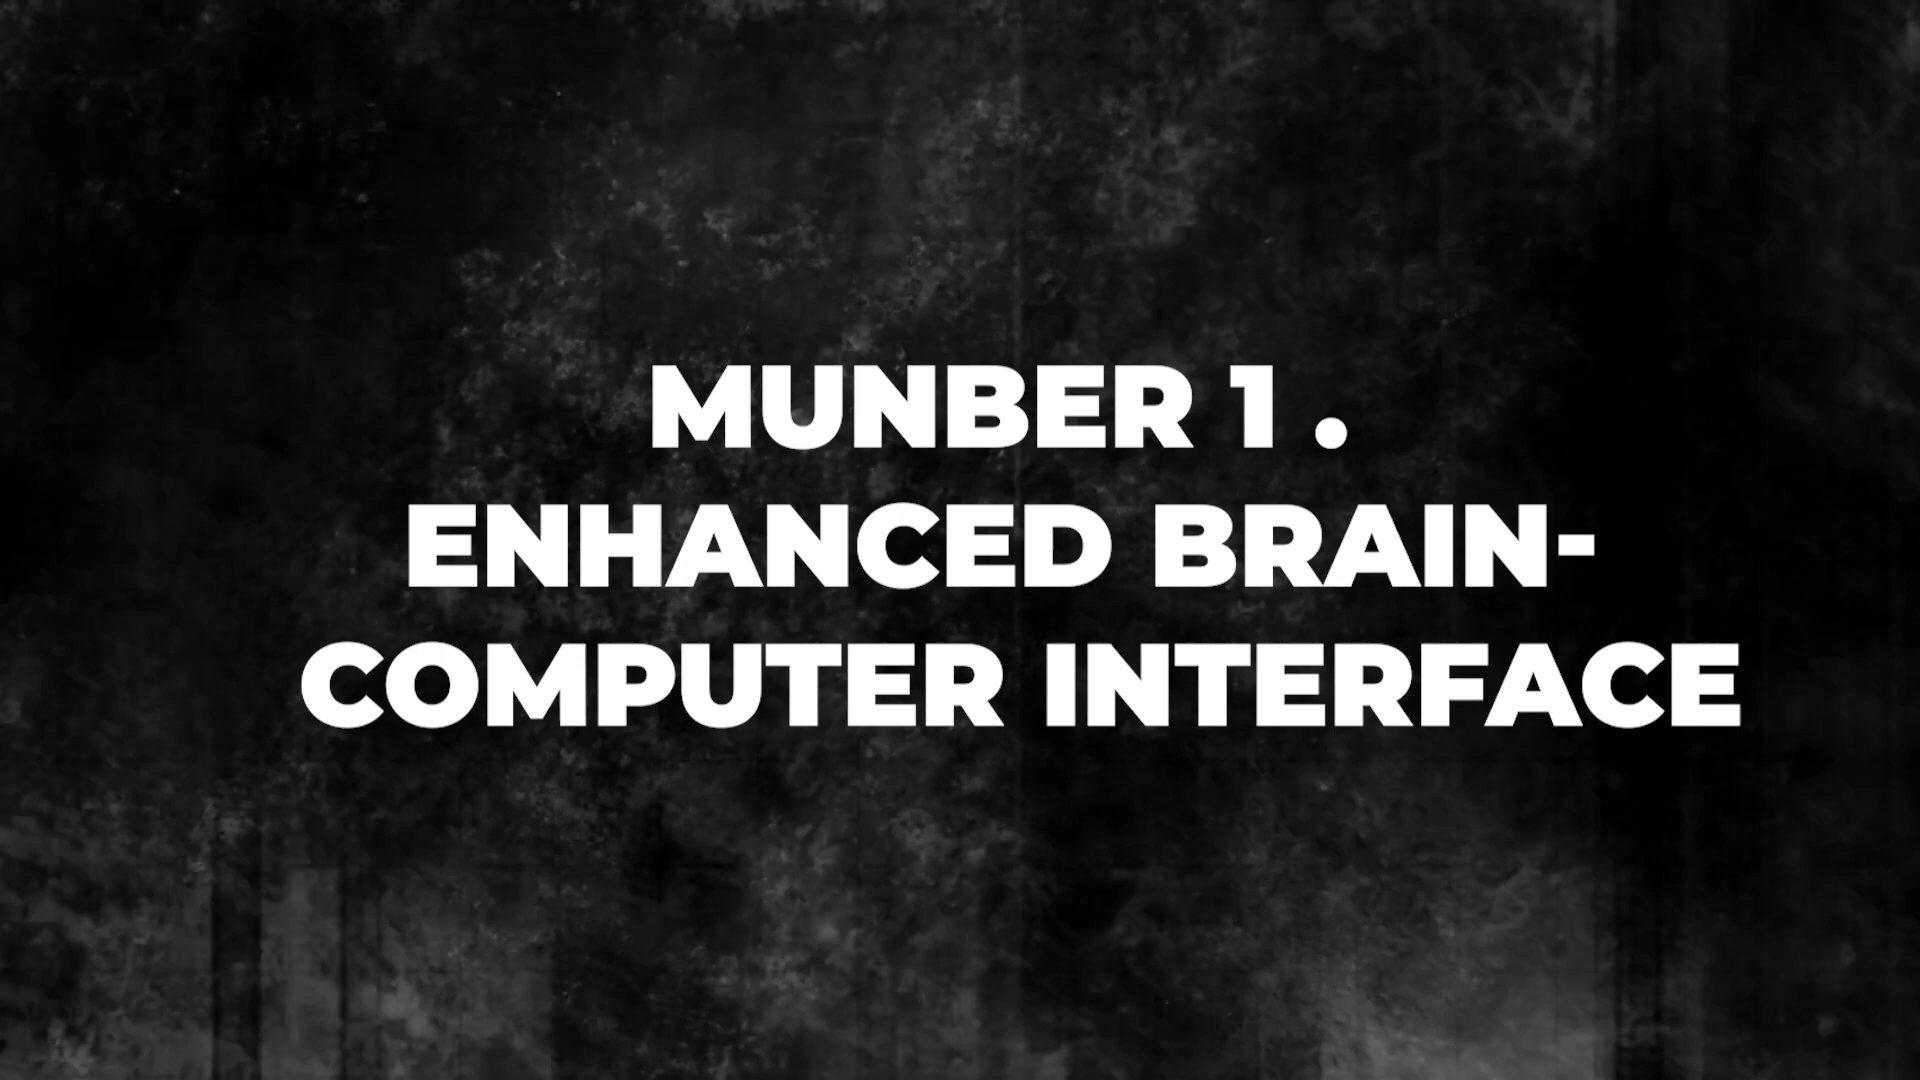 MUNBER 1 .
ENHANCED BRAIN-
COMPUTER INTERFACE